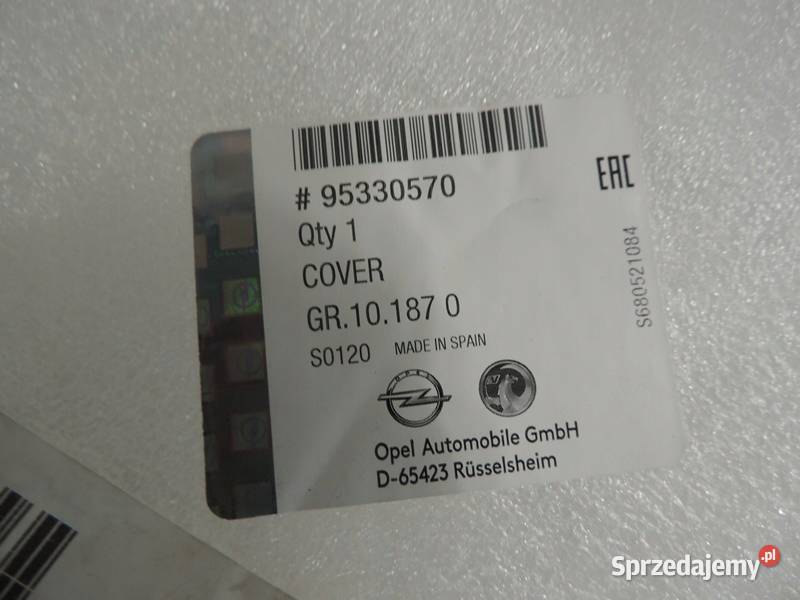 # 95330570
Qty 1
COVER
GR.10.187 0
S0120 MADE IN SPAIN
OPEL
Opel Automobile GmbH
D-65423 Rüsselsheim
EAC
S680521084
Sprzedajemy.pl